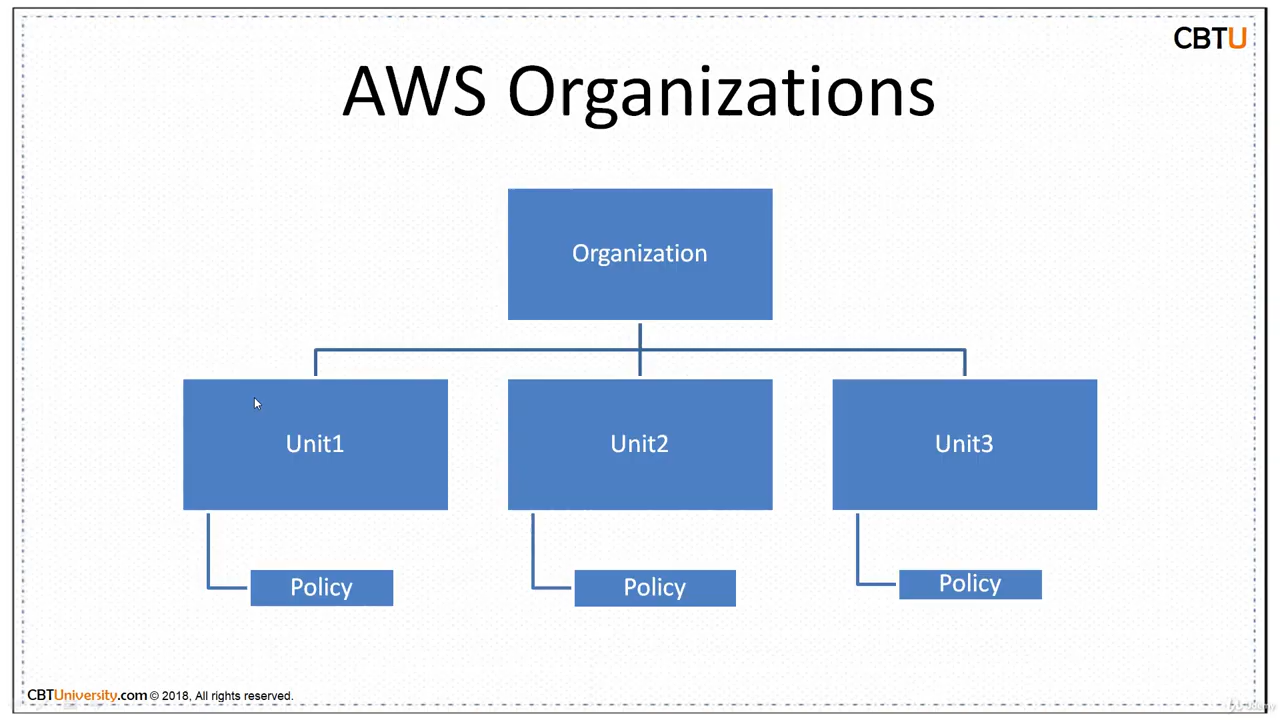 CBTU
AWS Organizations
Organization
Unit1
Unit2
Unit3
Policy
Policy
Policy
CBTUniversity.com © 2018, All rights reserved.